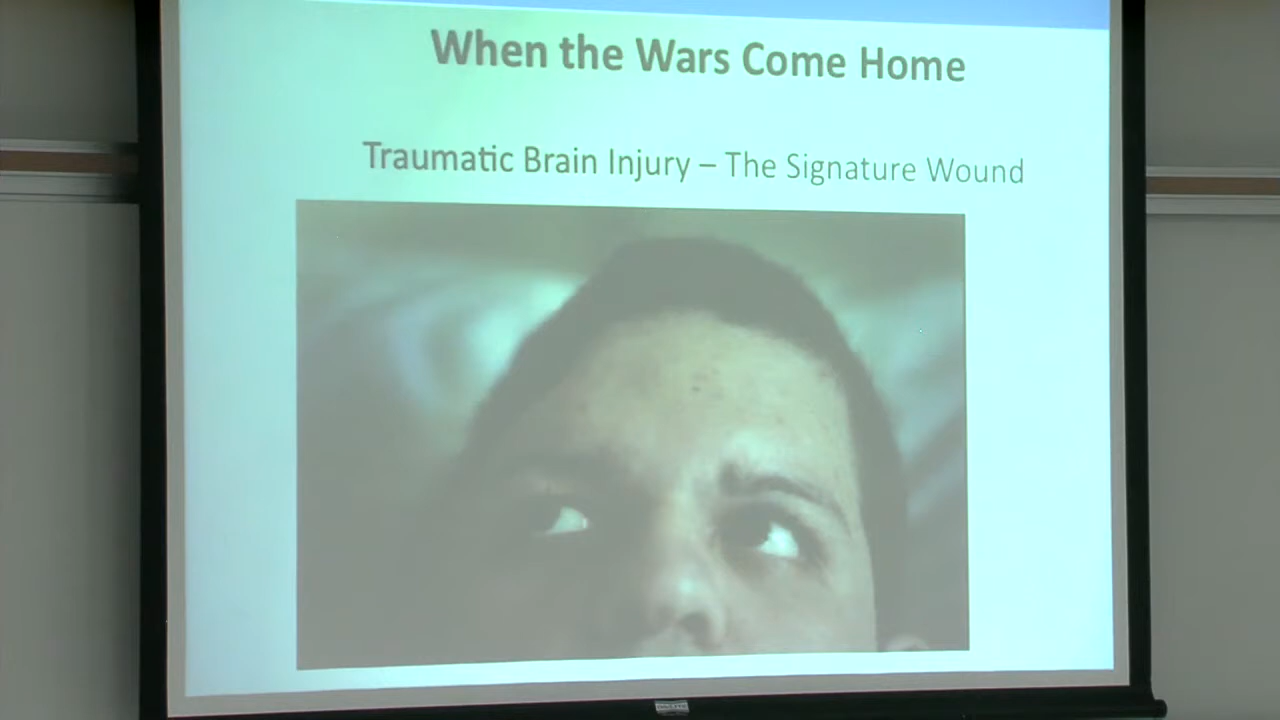 When the Wars Come Home
Traumatic Brain Injury – The Signature Wound